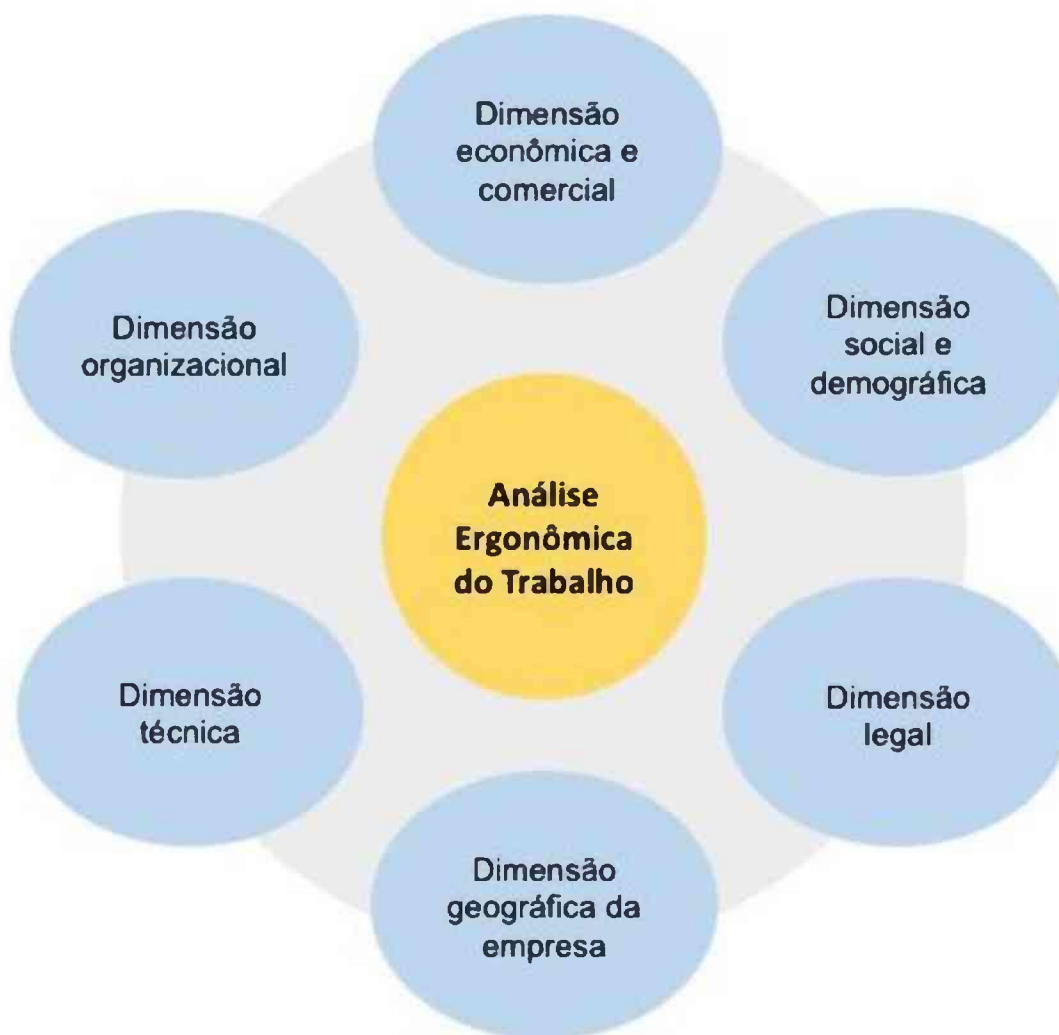 Dimensão
econômica e
comercial
Dimensão
social e
demográfica
Dimensão
legal
Dimensão
geográfica da
empresa
Dimensão
técnica
Dimensão
organizacional
Análise
Ergonômica
do Trabalho